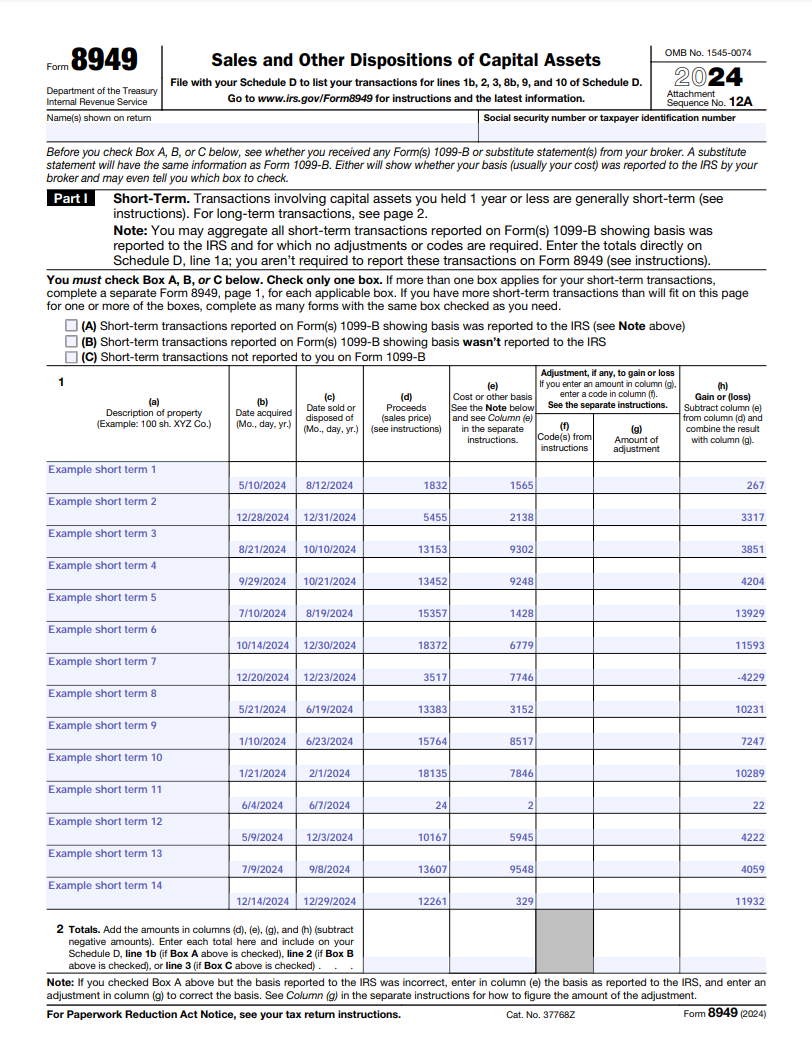 Form 8949
Department of the Treasury
Internal Revenue Service
Sales and Other Dispositions of Capital Assets
File with your Schedule D to list your transactions for lines 1b, 2, 3, 8b, 9, and 10 of Schedule D.
Go to www.irs.gov/Form8949 for instructions and the latest information.
OMB No. 1545-0074
2024
Attachment
Sequence No. 12A
Name(s) shown on return
Social security number or taxpayer identification number
Before you check Box A, B, or C below, see whether you received any Form(s) 1099-B or substitute statement(s) from your broker. A substitute
statement will have the same information as Form 1099-B. Either will show whether your basis (usually your cost) was reported to the IRS by your
broker and may even tell you which box to check.
Part I Short-Term. Transactions involving capital assets you held 1 year or less are generally short-term (see
instructions). For long-term transactions, see page 2.
Note: You may aggregate all short-term transactions reported on Form(s) 1099-B showing basis was
reported to the IRS and for which no adjustments or codes are required. Enter the totals directly on
Schedule D, line 1a; you aren't required to report these transactions on Form 8949 (see instructions).
You must check Box A, B, or C below. Check only one box. If more than one box applies for your short-term transactions,
complete a separate Form 8949, page 1, for each applicable box. If you have more short-term transactions than will fit on this page
for one or more of the boxes, complete as many forms with the same box checked as you need.
(A) Short-term transactions reported on Form(s) 1099-B showing basis was reported to the IRS (see Note above)
(B) Short-term transactions reported on Form(s) 1099-B showing basis wasn't reported to the IRS
(C) Short-term transactions not reported to you on Form 1099-B
1
(a)
Description of property
(Example: 100 sh. XYZ Co.)
(b)
Date acquired
(Mo., day, yr.)
(c)
Date sold or
disposed of
(Mo., day, yr.)
(d)
Proceeds
(sales price)
(see instructions)
(e)
Cost or other basis
See the Note below
and see Column (e)
in the separate
instructions.
Adjustment, if any, to gain or loss
If you enter an amount in column (g),
enter a code in column (f).
See the separate instructions.
(f)
Code(s) from
instructions
(g)
Amount of
adjustment
(h)
Gain or (loss)
Subtract column (e)
from column (d) and
combine the result
with column (g).
Example short term 1
5/10/2024 8/12/2024 1832 1565 267
Example short term 2
12/28/2024 12/31/2024 5455 2138 3317
Example short term 3
8/21/2024 10/10/2024 13153 9302 3851
Example short term 4
9/29/2024 10/21/2024 13452 9248 4204
Example short term 5
7/10/2024 8/19/2024 15357 1428 13929
Example short term 6
10/14/2024 12/30/2024 18372 6779 11593
Example short term 7
12/20/2024 12/23/2024 3517 7746 -4229
Example short term 8
5/21/2024 6/19/2024 13383 3152 10231
Example short term 9
1/10/2024 6/23/2024 15764 8517 7247
Example short term 10
1/21/2024 2/1/2024 18135 7846 10289
Example short term 11
6/4/2024 6/7/2024 24 2 22
Example short term 12
5/9/2024 12/3/2024 10167 5945 4222
Example short term 13
7/9/2024 9/8/2024 13607 9548 4059
Example short term 14
12/14/2024 12/29/2024 12261 329 11932
2 Totals. Add the amounts in columns (d), (e), (g), and (h) (subtract
negative amounts). Enter each total here and include on your
Schedule D, line 1b (if Box A above is checked), line 2 (if Box B
above is checked), or line 3 (if Box C above is checked) . . .
Note: If you checked Box A above but the basis reported to the IRS was incorrect, enter in column (e) the basis as reported to the IRS, and enter an
adjustment in column (g) to correct the basis. See Column (g) in the separate instructions for how to figure the amount of the adjustment.
For Paperwork Reduction Act Notice, see your tax return instructions. Cat. No. 37768Z Form 8949 (2024)